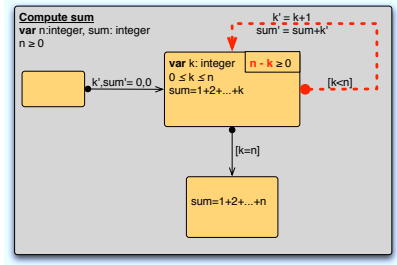 Compute sum
var n:integer, sum: integer
n ≥ 0
k' = k+1
sum' = sum+k'
var k: integer
0 ≤ k ≤ n
sum=1+2+...+k
n - k ≥ 0
k',sum'= 0,0
[k<n]
[k=n]
sum=1+2+...+n